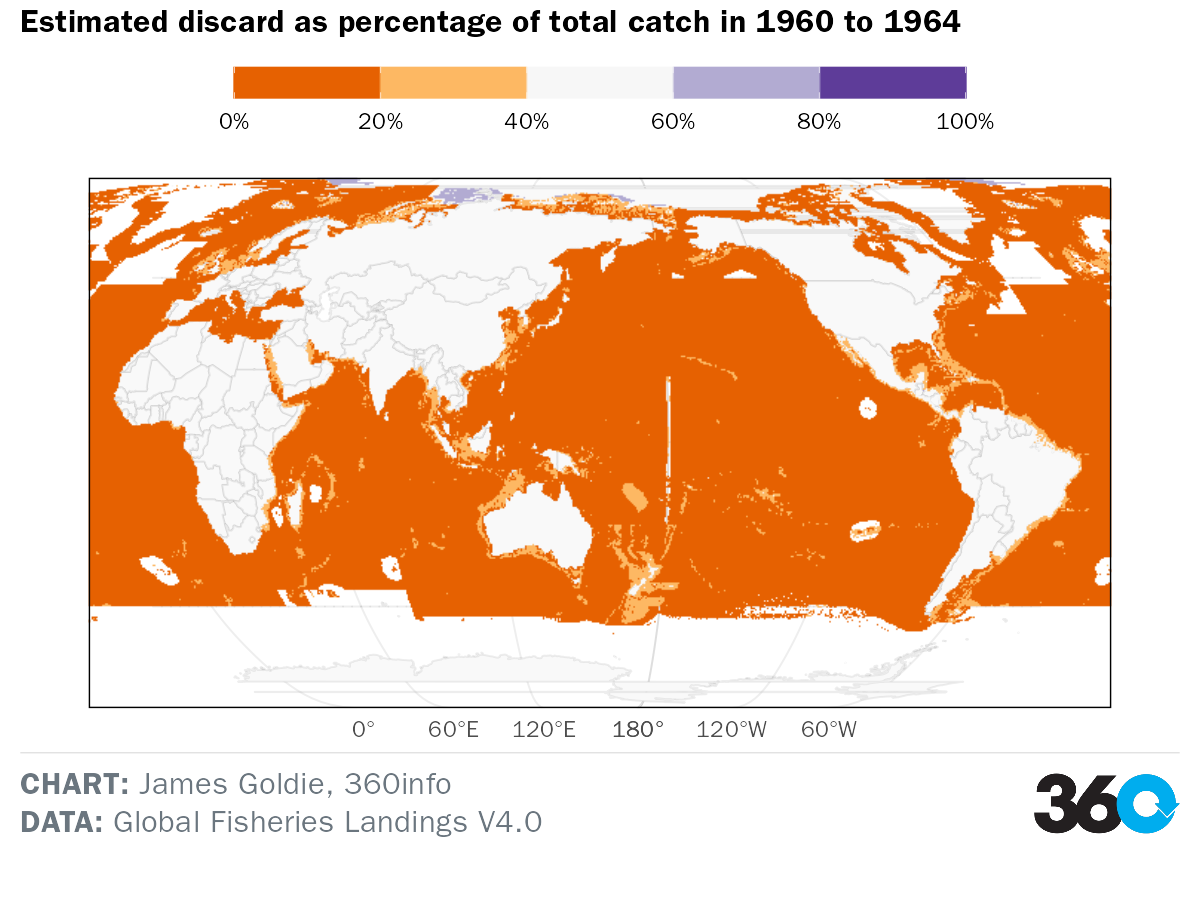 Estimated discard as percentage of total catch in 1960 to 1964
0% 20% 40% 60% 80% 100%
0° 60°E 120°E 180° 120°W 60°W
CHART: James Goldie, 360info
DATA: Global Fisheries Landings V4.0
360